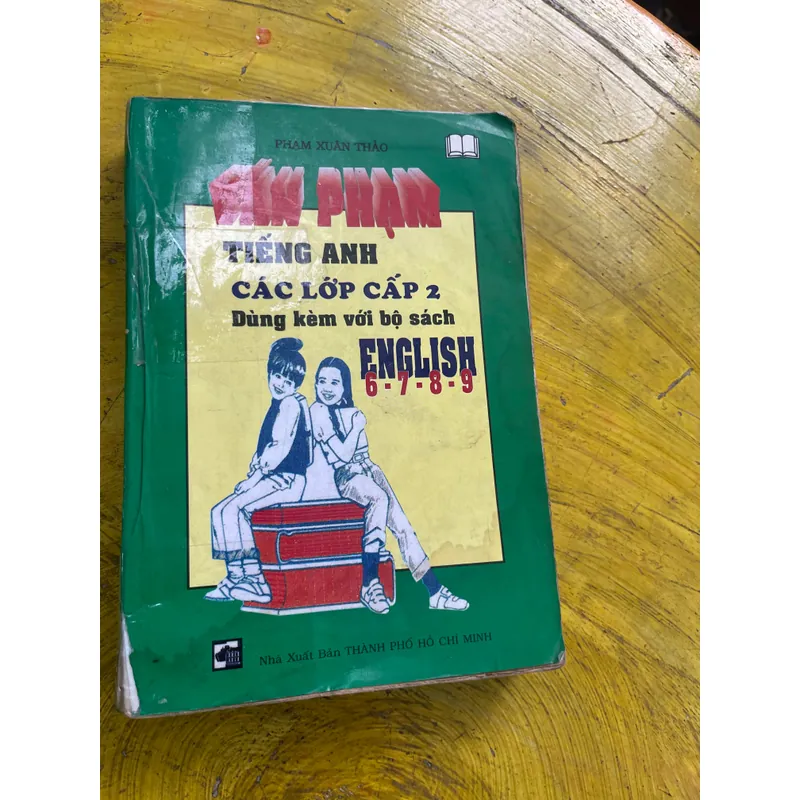 PHẠM XUÂN THẢO
VĂN PHẠM
TIẾNG ANH
CÁC LỚP CẤP 2
Dùng kèm với bộ sách
ENGLISH
6 - 7 - 8 - 9
Nhà Xuất Bản THÀNH PHỐ HỒ CHÍ MINH